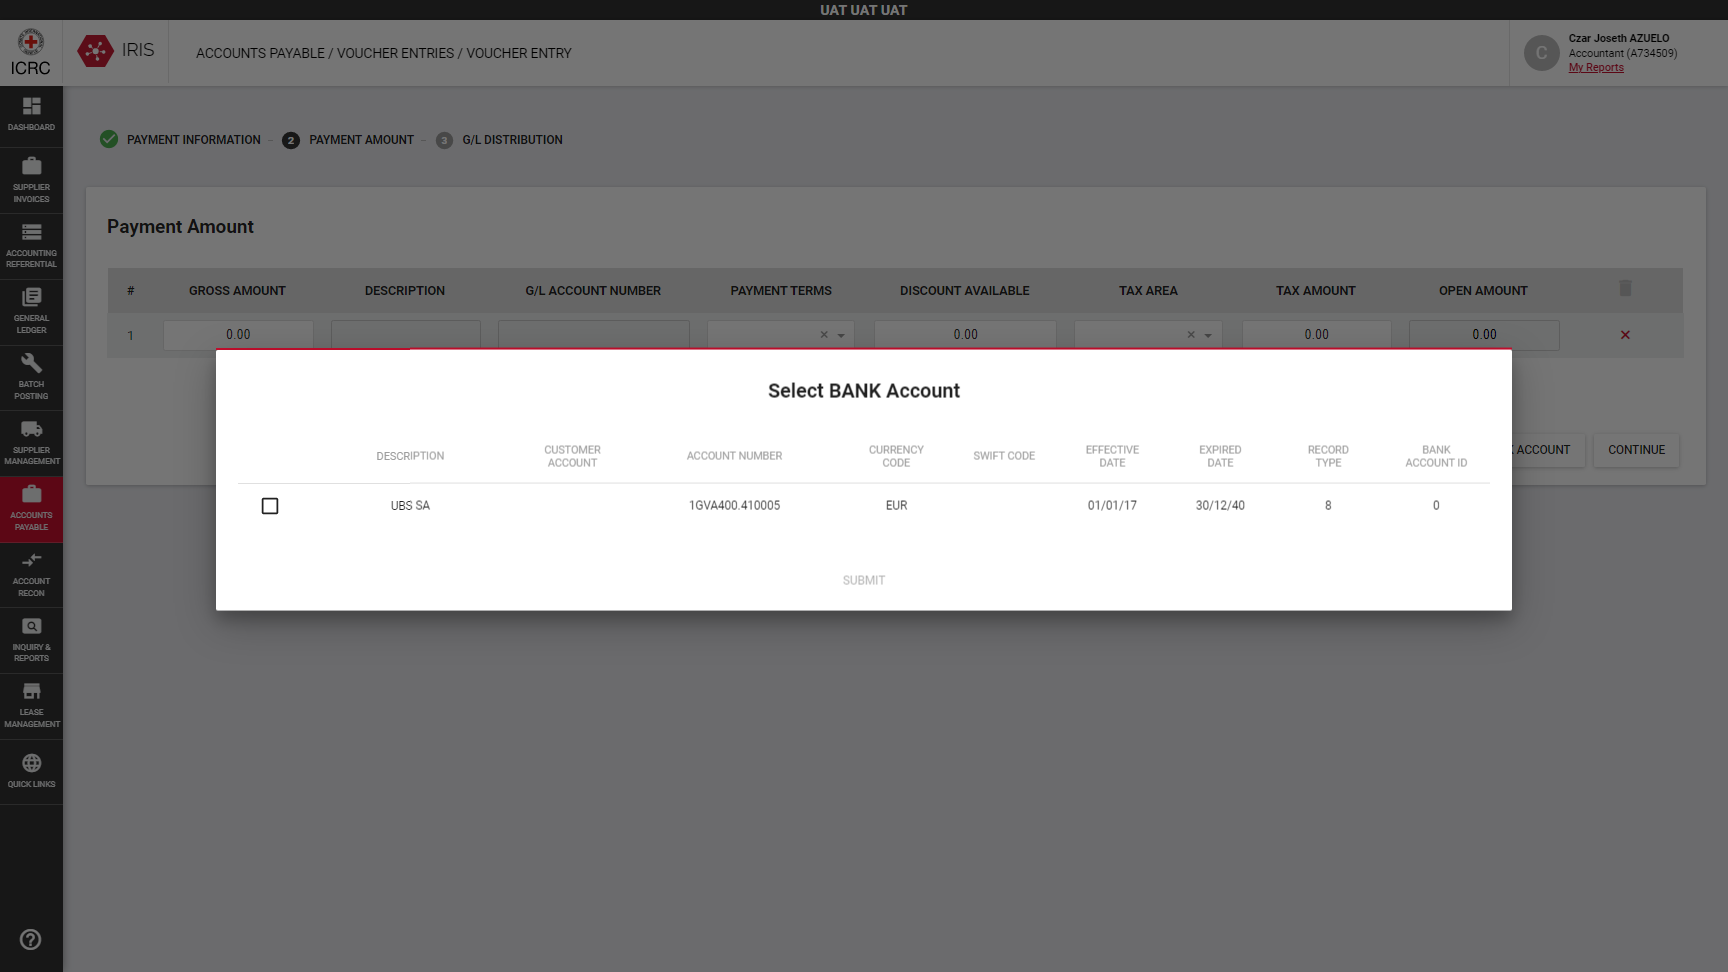 UAT UAT UAT
ICRC
IRIS
ACCOUNTS PAYABLE / VOUCHER ENTRIES / VOUCHER ENTRY
C
Czar Joseth AZUELO
Accountant (A734509)
My Reports
DASHBOARD
SUPPLIER
INVOICES
ACCOUNTING
REFERENTIAL
GENERAL
LEDGER
BATCH
POSTING
SUPPLIER
MANAGEMENT
ACCOUNTS
PAYABLE
ACCOUNT
RECON
INQUIRY &
REPORTS
LEASE
MANAGEMENT
QUICK LINKS
PAYMENT INFORMATION - 2 PAYMENT AMOUNT - 3 G/L DISTRIBUTION
Payment Amount
# GROSS AMOUNT DESCRIPTION G/L ACCOUNT NUMBER PAYMENT TERMS DISCOUNT AVAILABLE TAX AREA TAX AMOUNT OPEN AMOUNT
1 0.00 0.00 0.00 0.00
ACCOUNT CONTINUE
Select BANK Account
DESCRIPTION CUSTOMER ACCOUNT ACCOUNT NUMBER CURRENCY CODE SWIFT CODE EFFECTIVE DATE EXPIRED DATE RECORD TYPE BANK ACCOUNT ID
UBS SA 1GVA400.410005 EUR 01/01/17 30/12/40 8 0
SUBMIT